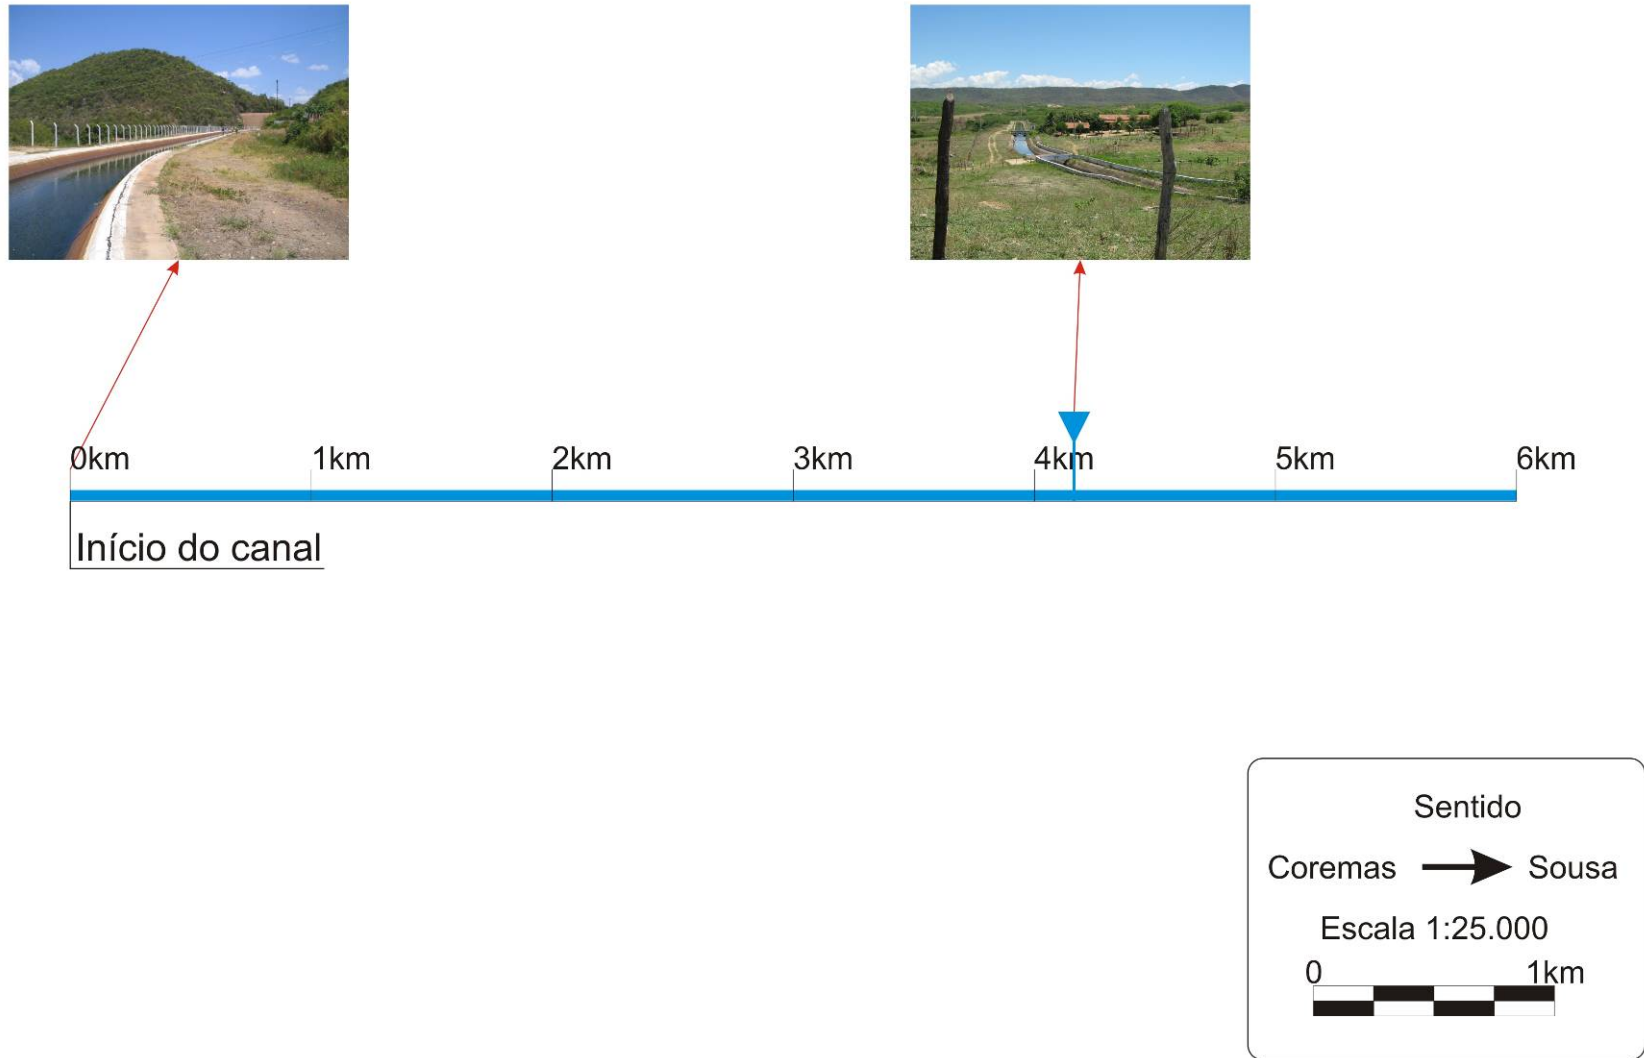 0km 1km 2km 3km 4km 5km 6km
Início do canal
Sentido
Coremas Sousa
Escala 1:25.000
0 1km